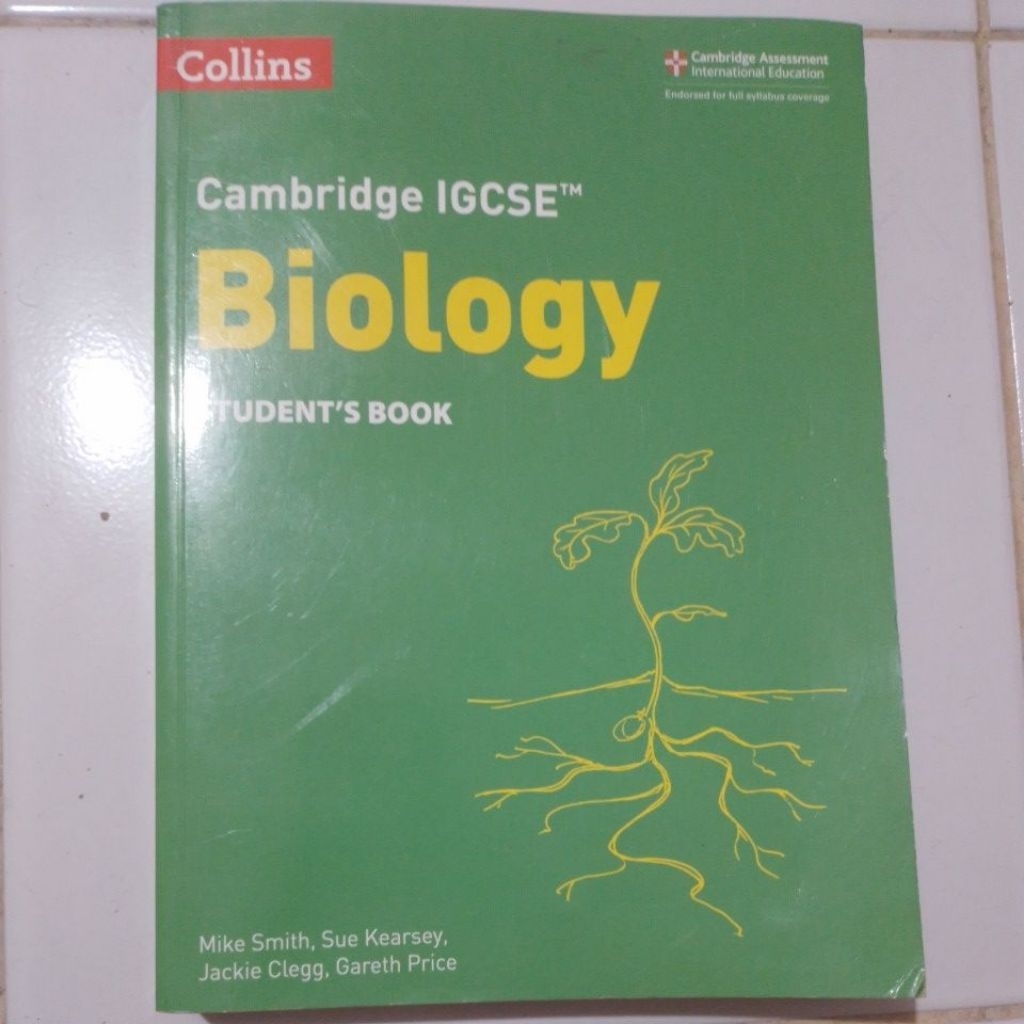 Collins
Cambridge Assessment
International Education
Endorsed for full syllabus coverage
Cambridge IGCSE™
Biology
STUDENT'S BOOK
Mike Smith, Sue Kearsey,
Jackie Clegg, Gareth Price